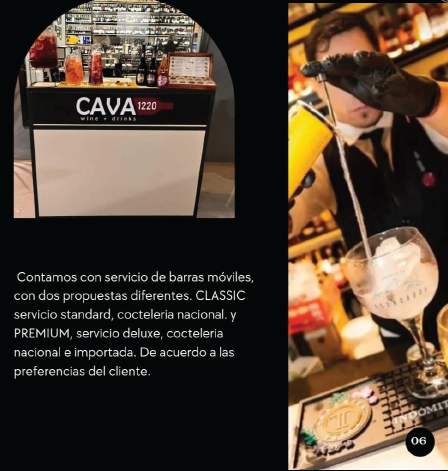 CAVA 1220
wine + drinks
Contamos con servicio de barras móviles,
con dos propuestas diferentes. CLASSIC
servicio standard, cocteleria nacional. y
PREMIUM, servicio deluxe, cocteleria
nacional e importada. De acuerdo a las
preferencias del cliente.
06